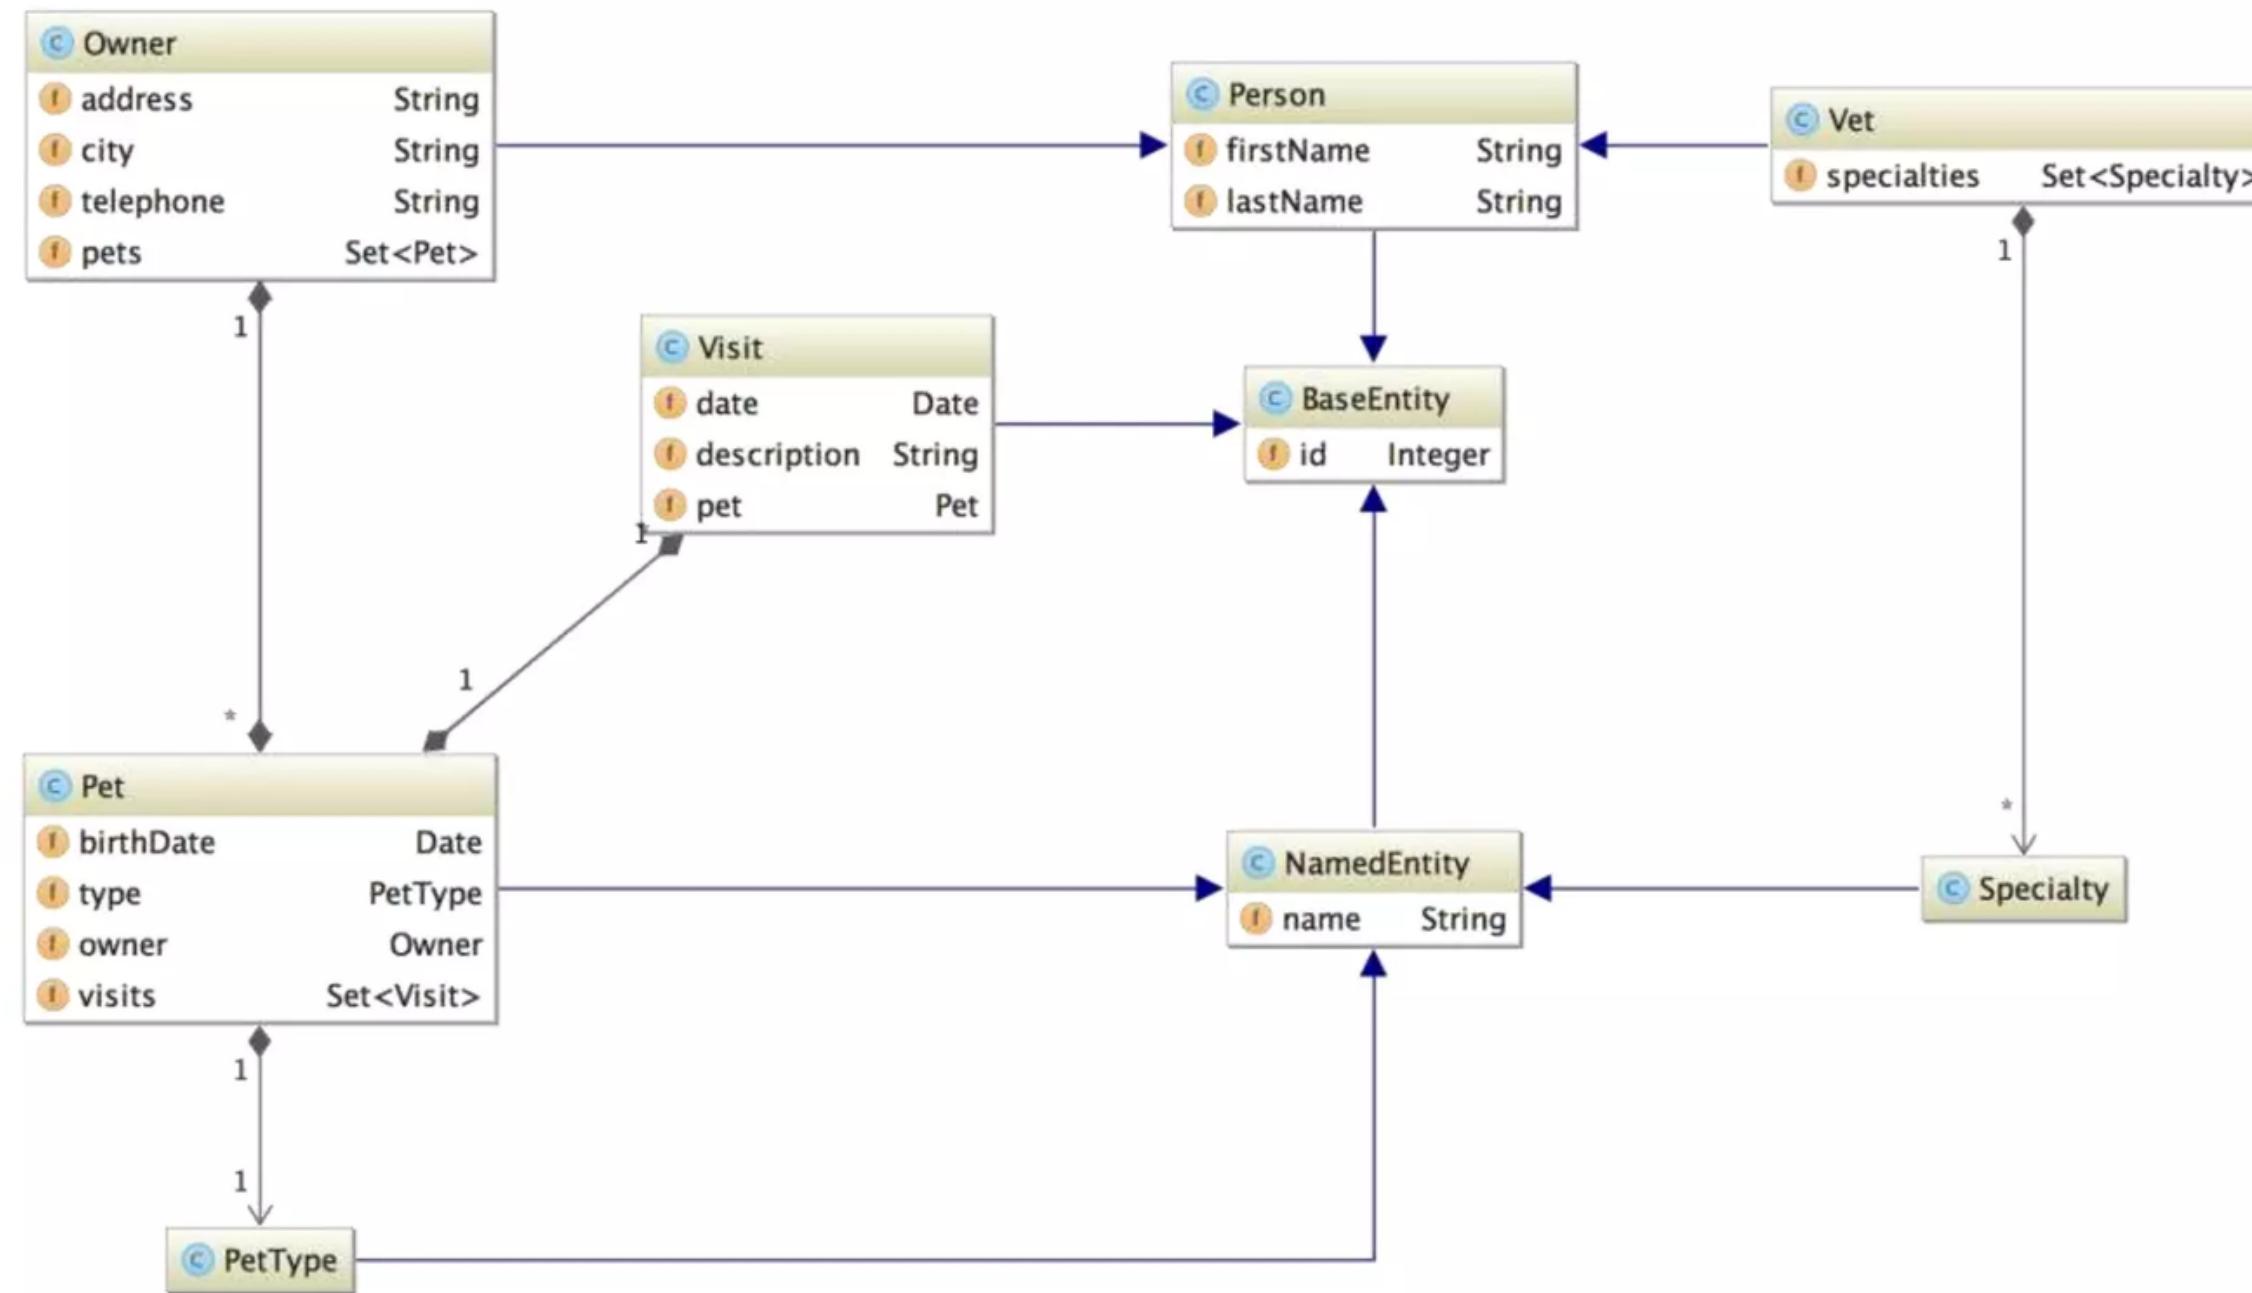 Owner
address String
city String
telephone String
pets Set<Pet>
Person
firstName String
lastName String
Vet
specialties Set<Specialty>
1
1
Visit
date Date
description String
pet Pet
BaseEntity
id Integer
1
*
Pet
birthDate Date
type PetType
owner Owner
visits Set<Visit>
NamedEntity
name String
*
Specialty
1
1
PetType